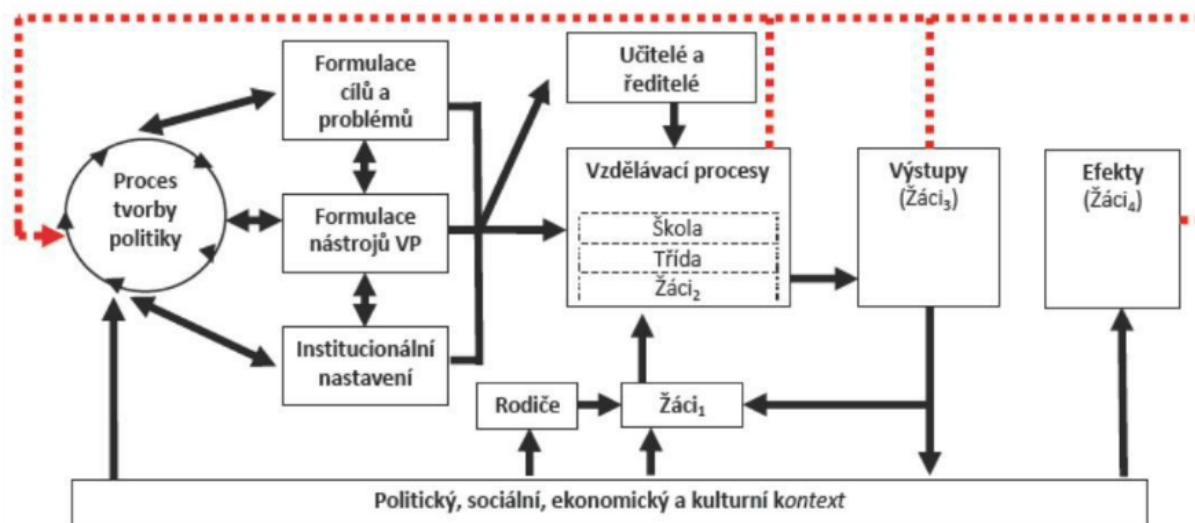 Formulace
cílů a
problémů
Učitelé a
ředitelé
Proces
tvorby
politiky
Formulace
nástrojů VP
Institucionální
nastavení
Vzdělávací procesy
Škola
Třída
Žáci₂
Výstupy
(Žáci₃)
Efekty
(Žáci₄)
Rodiče
Žáci₁
Politický, sociální, ekonomický a kulturní kontext